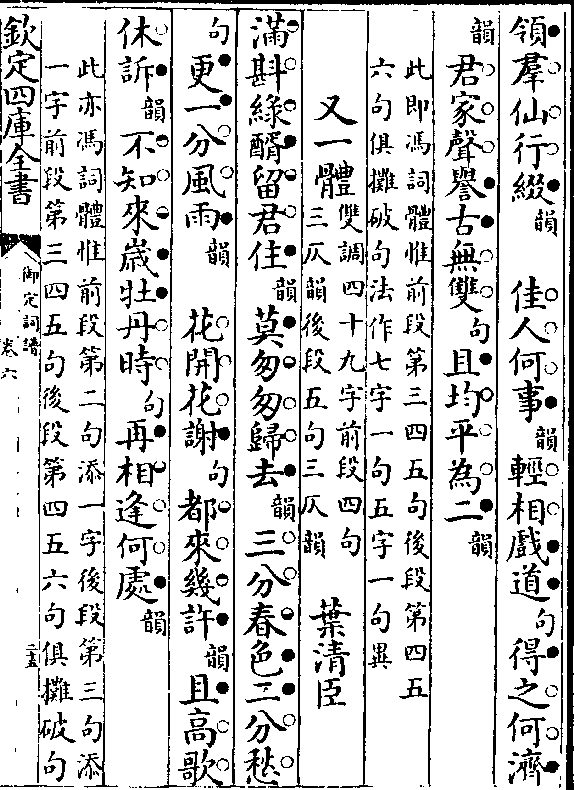 領羣仙行綴韻　佳人何事韻輕相戲道句得之何濟
韻君家聲譽古無雙句且均平為二韻
此即馮詞體惟前段第三四五句後段第四五
六句俱攤破句法作七字一句五字一句異
又一體雙調四十九字前段四句
三仄韻後段五句三仄韻　葉清臣
滿斟綠醑留君住韻莫匆匆歸去韻三分春色二分愁
句更一分風雨韻　花開花謝句都來幾許韻且高歌
休訴韻不知來嵗牡丹時句再相逢何處韻
此亦馮詞體惟前段第二句添一字後段第三句添
一字前段第三四五句後段第四五六句俱攤破句
欽定四庫全書
御定詞譜
卷六